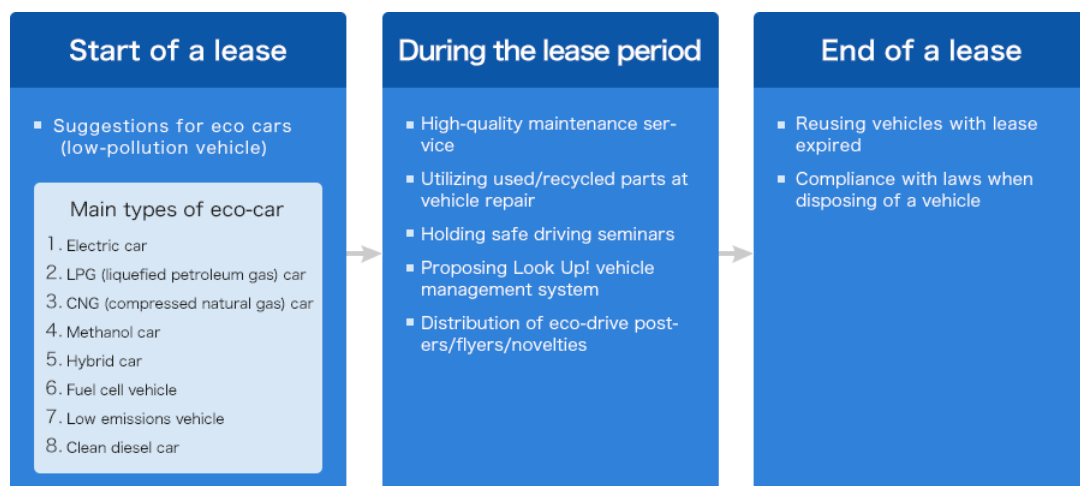 Start of a lease
Suggestions for eco cars
(low-pollution vehicle)
Main types of eco-car
1. Electric car
2. LPG (liquefied petroleum gas) car
3. CNG (compressed natural gas) car
4. Methanol car
5. Hybrid car
6. Fuel cell vehicle
7. Low emissions vehicle
8. Clean diesel car
During the lease period
High-quality maintenance ser-
vice
Utilizing used/recycled parts at
vehicle repair
Holding safe driving seminars
Proposing Look Up! vehicle
management system
Distribution of eco-drive post-
ers/flyers/novelties
End of a lease
Reusing vehicles with lease
expired
Compliance with laws when
disposing of a vehicle